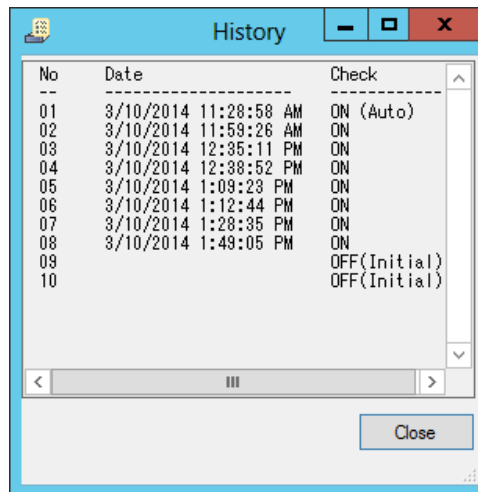 History
No Date Check
-- -------------------- ------------
01 3/10/2014 11:28:58 AM ON (Auto)
02 3/10/2014 11:59:26 AM ON
03 3/10/2014 12:35:11 PM ON
04 3/10/2014 12:38:52 PM ON
05 3/10/2014 1:09:23 PM ON
06 3/10/2014 1:12:44 PM ON
07 3/10/2014 1:28:35 PM ON
08 3/10/2014 1:49:05 PM ON
09 OFF(Initial)
10 OFF(Initial)
Close